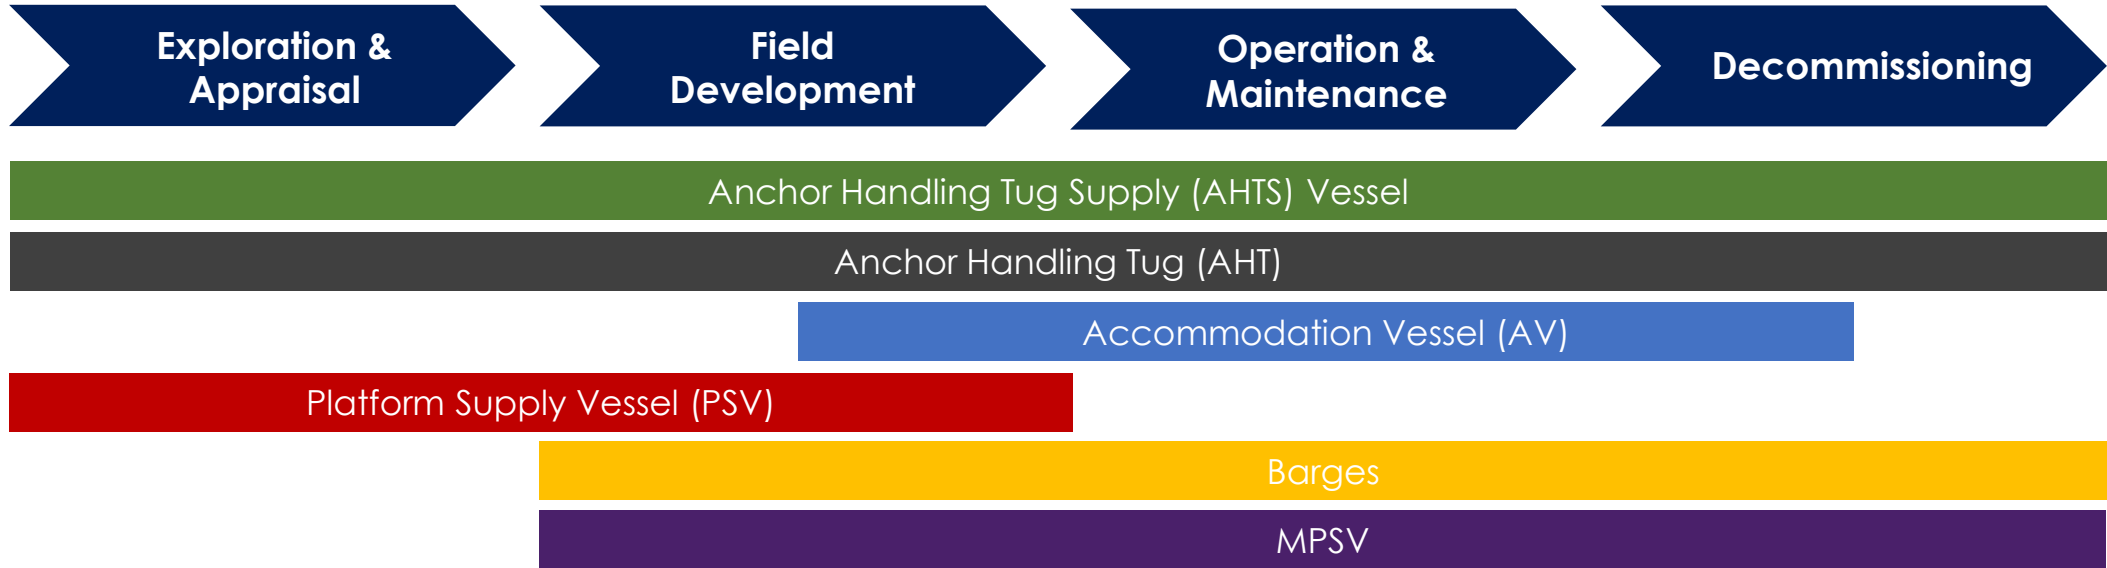 Exploration &
Appraisal
Field
Development
Operation &
Maintenance
Decommissioning
Anchor Handling Tug Supply (AHTS) Vessel
Anchor Handling Tug (AHT)
Accommodation Vessel (AV)
Platform Supply Vessel (PSV)
Barges
MPSV